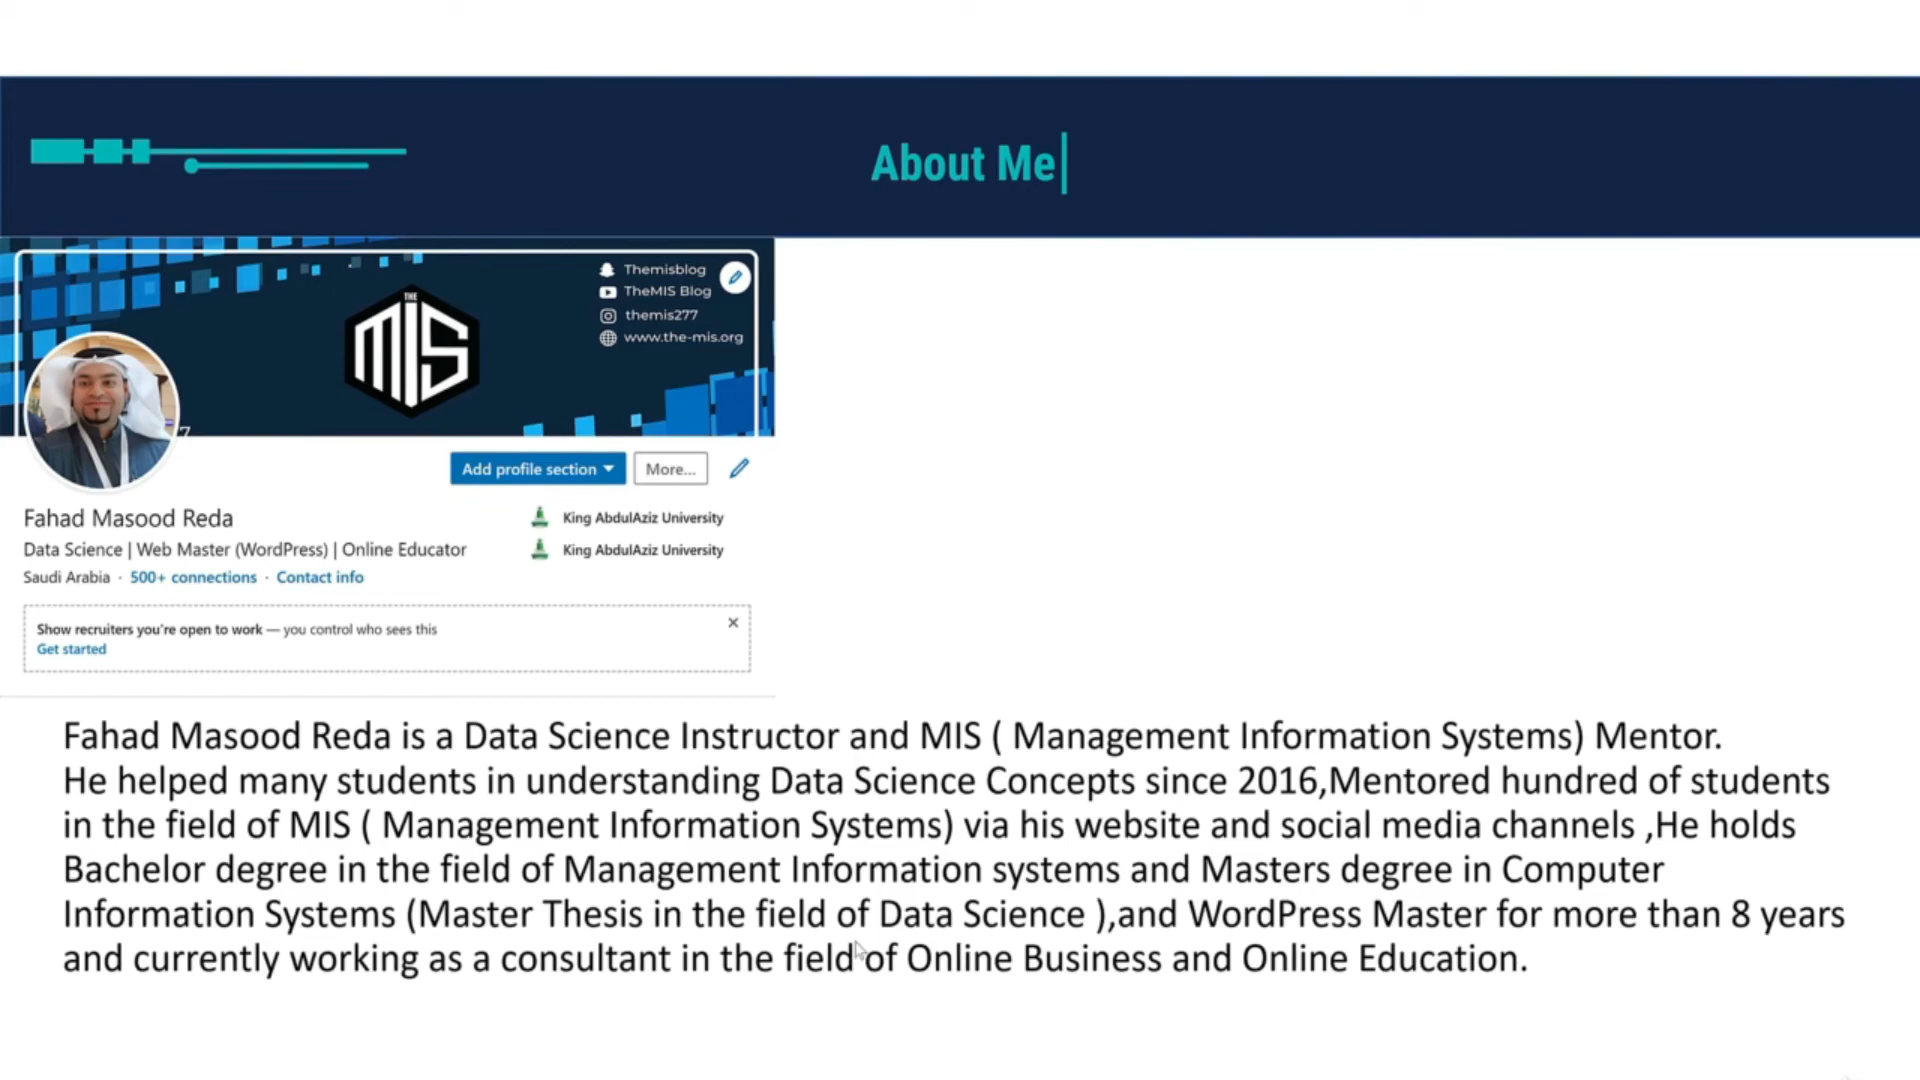 About Me
Themisblog
TheMIS Blog
themis277
www.the-mis.org
THE
MIS
7
Add profile section
More...
Fahad Masood Reda
Data Science | Web Master (WordPress) | Online Educator
Saudi Arabia · 500+ connections · Contact info
King AbdulAziz University
King AbdulAziz University
Show recruiters you're open to work — you control who sees this
Get started
Fahad Masood Reda is a Data Science Instructor and MIS ( Management Information Systems) Mentor.
He helped many students in understanding Data Science Concepts since 2016,Mentored hundred of students
in the field of MIS ( Management Information Systems) via his website and social media channels ,He holds
Bachelor degree in the field of Management Information systems and Masters degree in Computer
Information Systems (Master Thesis in the field of Data Science ),and WordPress Master for more than 8 years
and currently working as a consultant in the field of Online Business and Online Education.